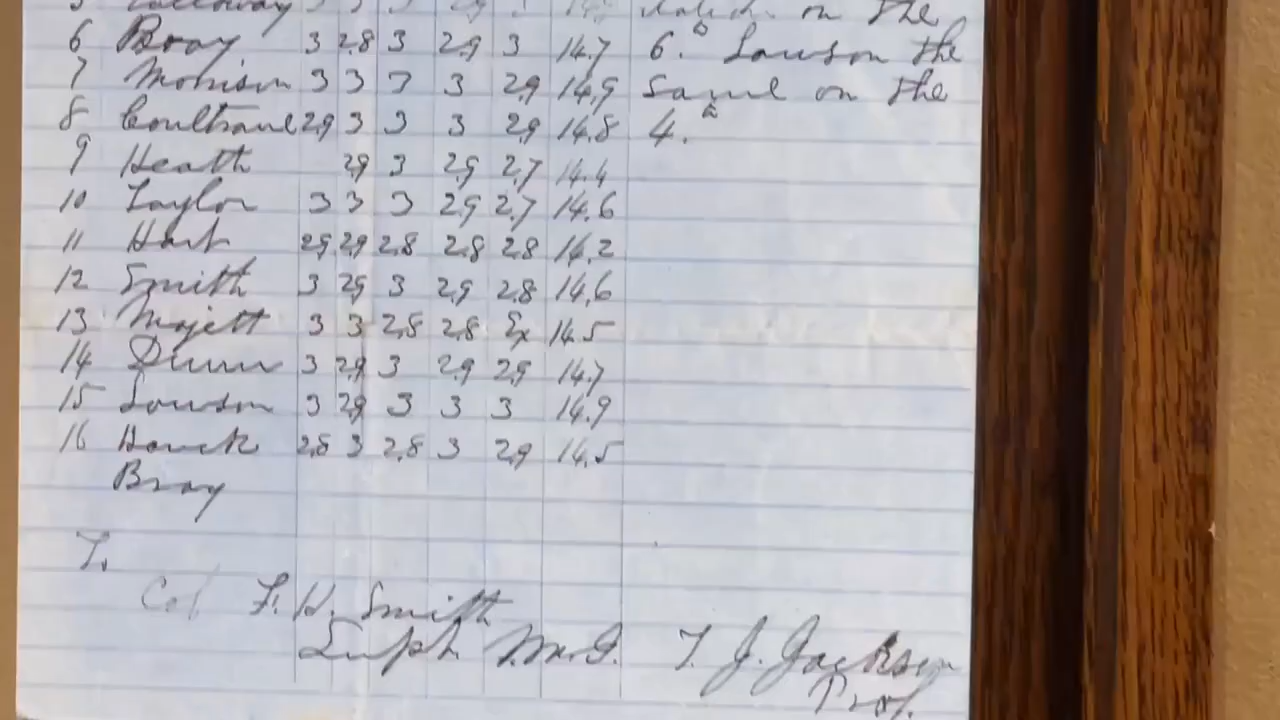 on the
6 Bray 3 2.8 3 2.9 3 14.7 6.th Lawson the
7 Morrison 3 3 3 3 2.9 14.9 same on the
8 Coultrane 2.9 3 3 3 2.9 14.8 4.th
9 Heath 2.9 3 2.9 2.7 14.4
10 Taylor 3 3 3 2.9 2.7 14.6
11 Hart 2.9 2.9 2.8 2.8 2.8 14.2
12 Smith 3 2.9 3 2.9 2.8 14.6
13 Majett 3 3 2.8 2.8 Ex 14.5
14 Dunn 3 2.9 3 2.9 2.9 14.7
15 Lawson 3 2.9 3 3 3 14.9
16 Houck 2.8 3 2.8 3 2.9 14.5
Bray
T.
Col F. H. Smith
Supt. V.M.I. T. J. Jackson
Prof.